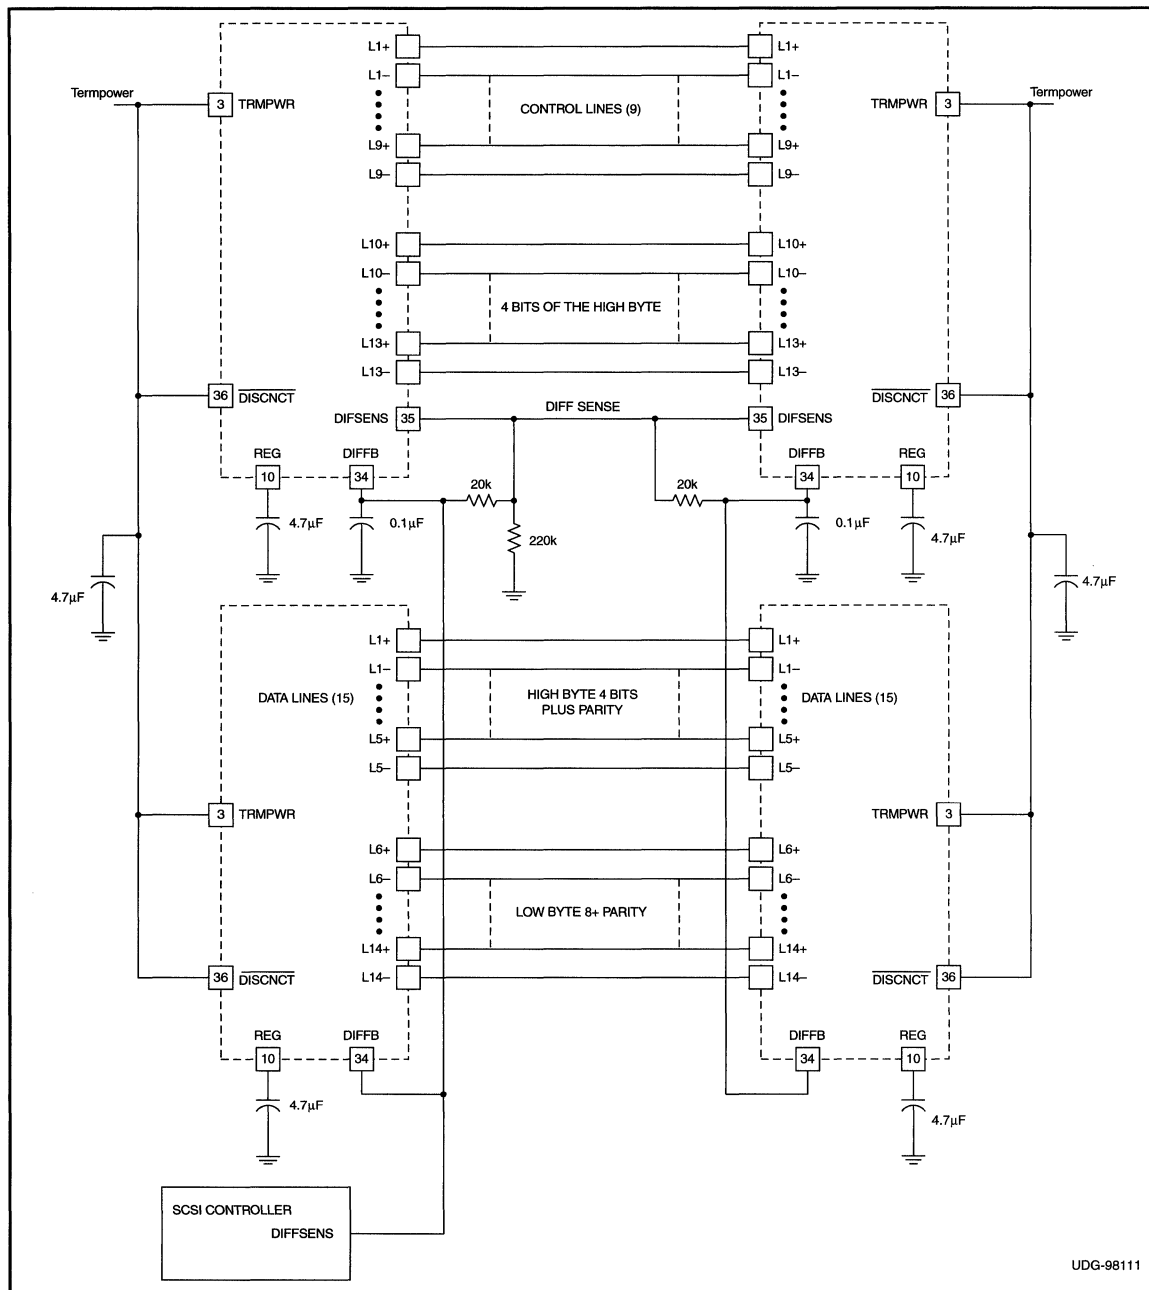 L1+ L1+
L1– L1–
Termpower 3 TRMPWR CONTROL LINES (9) TRMPWR 3 Termpower
L9+ L9+
L9– L9–
L10+ L10+
L10– L10–
4 BITS OF THE HIGH BYTE
L13+ L13+
L13– L13–
36 DISCNCT DISCNCT 36
DIFF SENSE
DIFSENS 35 35 DIFSENS
REG DIFFB DIFFB REG
10 34 34 10
20k 20k
4.7µF 0.1µF 0.1µF 4.7µF
220k
4.7µF 4.7µF
L1+ L1+
L1– L1–
DATA LINES (15) HIGH BYTE 4 BITS DATA LINES (15)
PLUS PARITY
L5+ L5+
L5– L5–
3 TRMPWR TRMPWR 3
L6+ L6+
L6– L6–
LOW BYTE 8+ PARITY
L14+ L14+
L14– L14–
36 DISCNCT DISCNCT 36
REG DIFFB DIFFB REG
10 34 34 10
4.7µF 4.7µF
SCSI CONTROLLER
DIFFSENS
UDG-98111